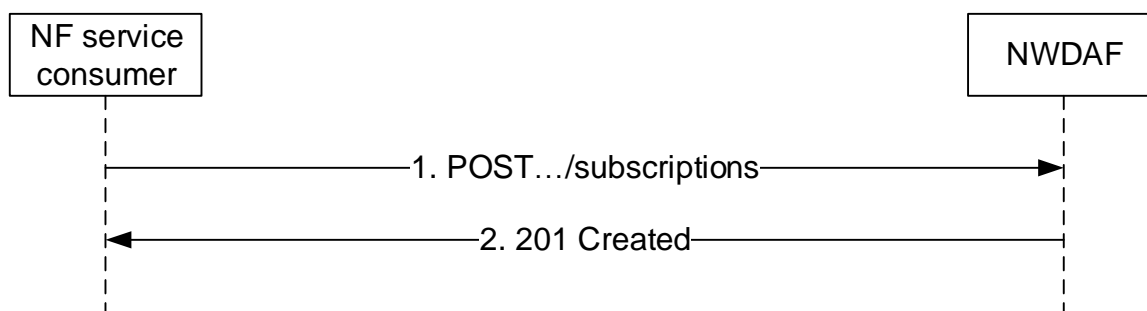 NF service
consumer
NWDAF
1. POST…/subscriptions
2. 201 Created